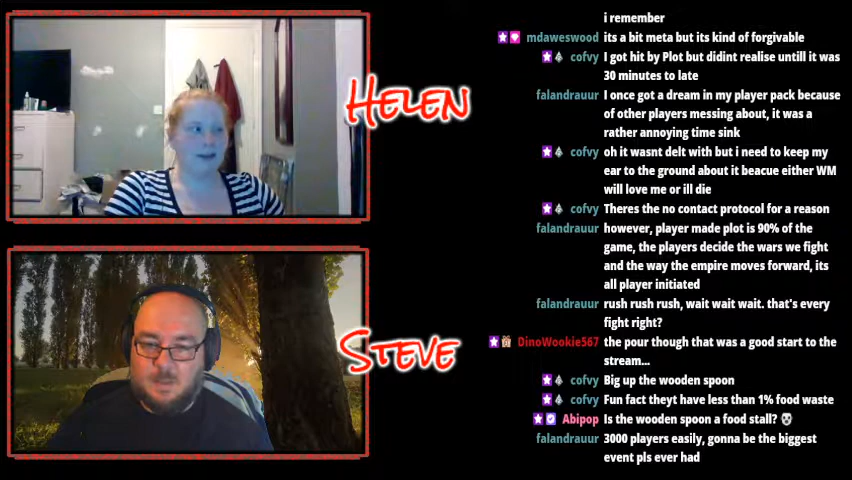 Helen
Steve
i remember
mdaweswood its a bit meta but its kind of forgivable
cofvy I got hit by Plot but didint realise untill it was
30 minutes to late
falandrauur I once got a dream in my player pack because
of other players messing about, it was a
rather annoying time sink
cofvy oh it wasnt delt with but i need to keep my
ear to the ground about it beacue either WM
will love me or ill die
cofvy Theres the no contact protocol for a reason
falandrauur however, player made plot is 90% of the
game, the players decide the wars we fight
and the way the empire moves forward, its
all player initiated
falandrauur rush rush rush, wait wait wait. that's every
fight right?
DinoWookie567 the pour though that was a good start to the
stream...
cofvy Big up the wooden spoon
cofvy Fun fact theyt have less than 1% food waste
Abipop Is the wooden spoon a food stall?
falandrauur 3000 players easily, gonna be the biggest
event pls ever had